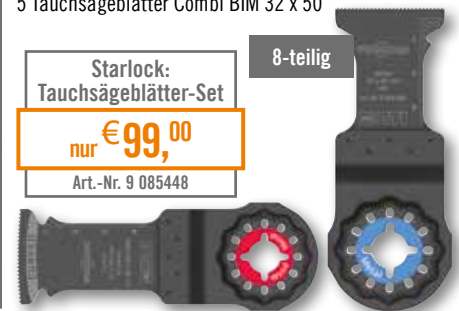 5 Tauchsägeblätter Combi BIM 32 x 50
8-teilig
Starlock:
Tauchsägeblätter-Set
nur € 99,00
Art.-Nr. 9 085448